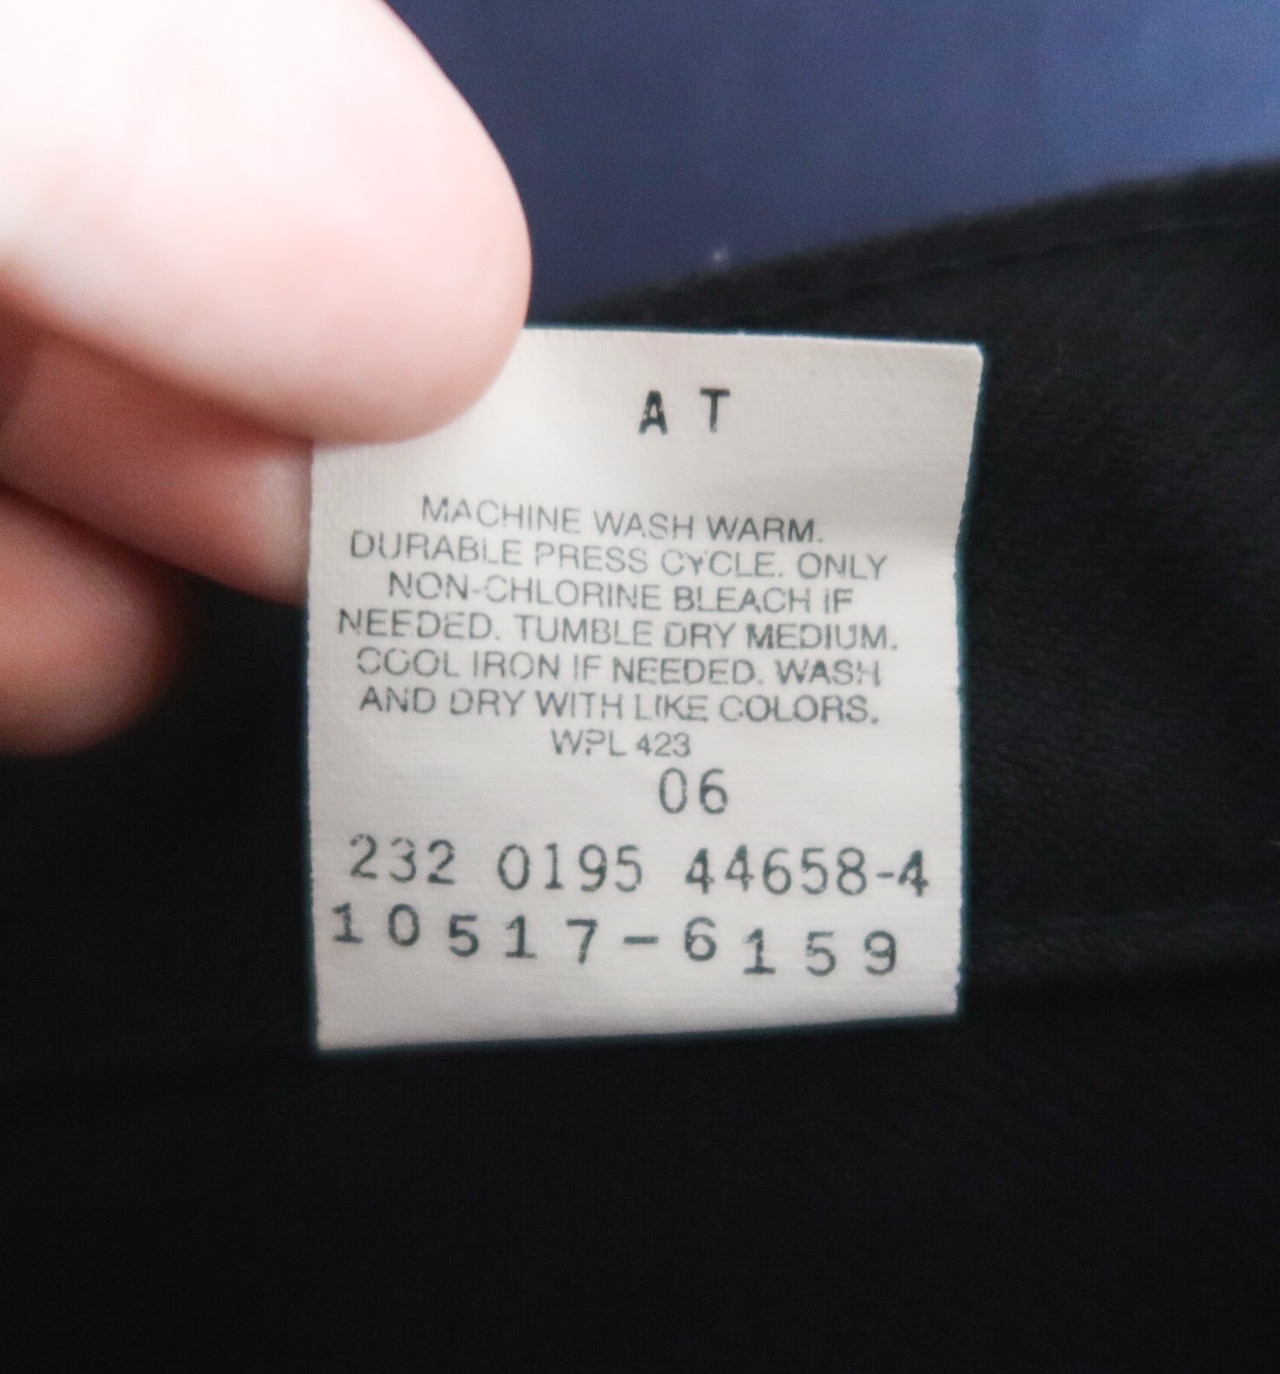 AT
MACHINE WASH WARM.
DURABLE PRESS CYCLE. ONLY
NON-CHLORINE BLEACH IF
NEEDED. TUMBLE DRY MEDIUM.
COOL IRON IF NEEDED. WASH
AND DRY WITH LIKE COLORS.
WPL 423
06
232 0195 44658-4
10517-6159